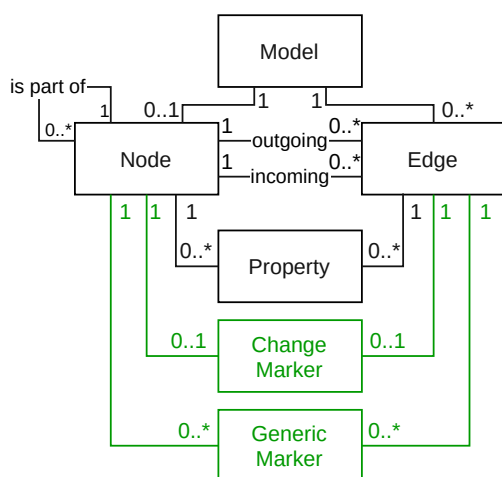 Model
is part of
1
0..*
0..1
1
1
0..*
Node
1
outgoing
0..*
1
incoming
0..*
Edge
1
1
1
1
1
1
0..*
Property
0..*
0..1
Change
Marker
0..1
0..*
Generic
Marker
0..*